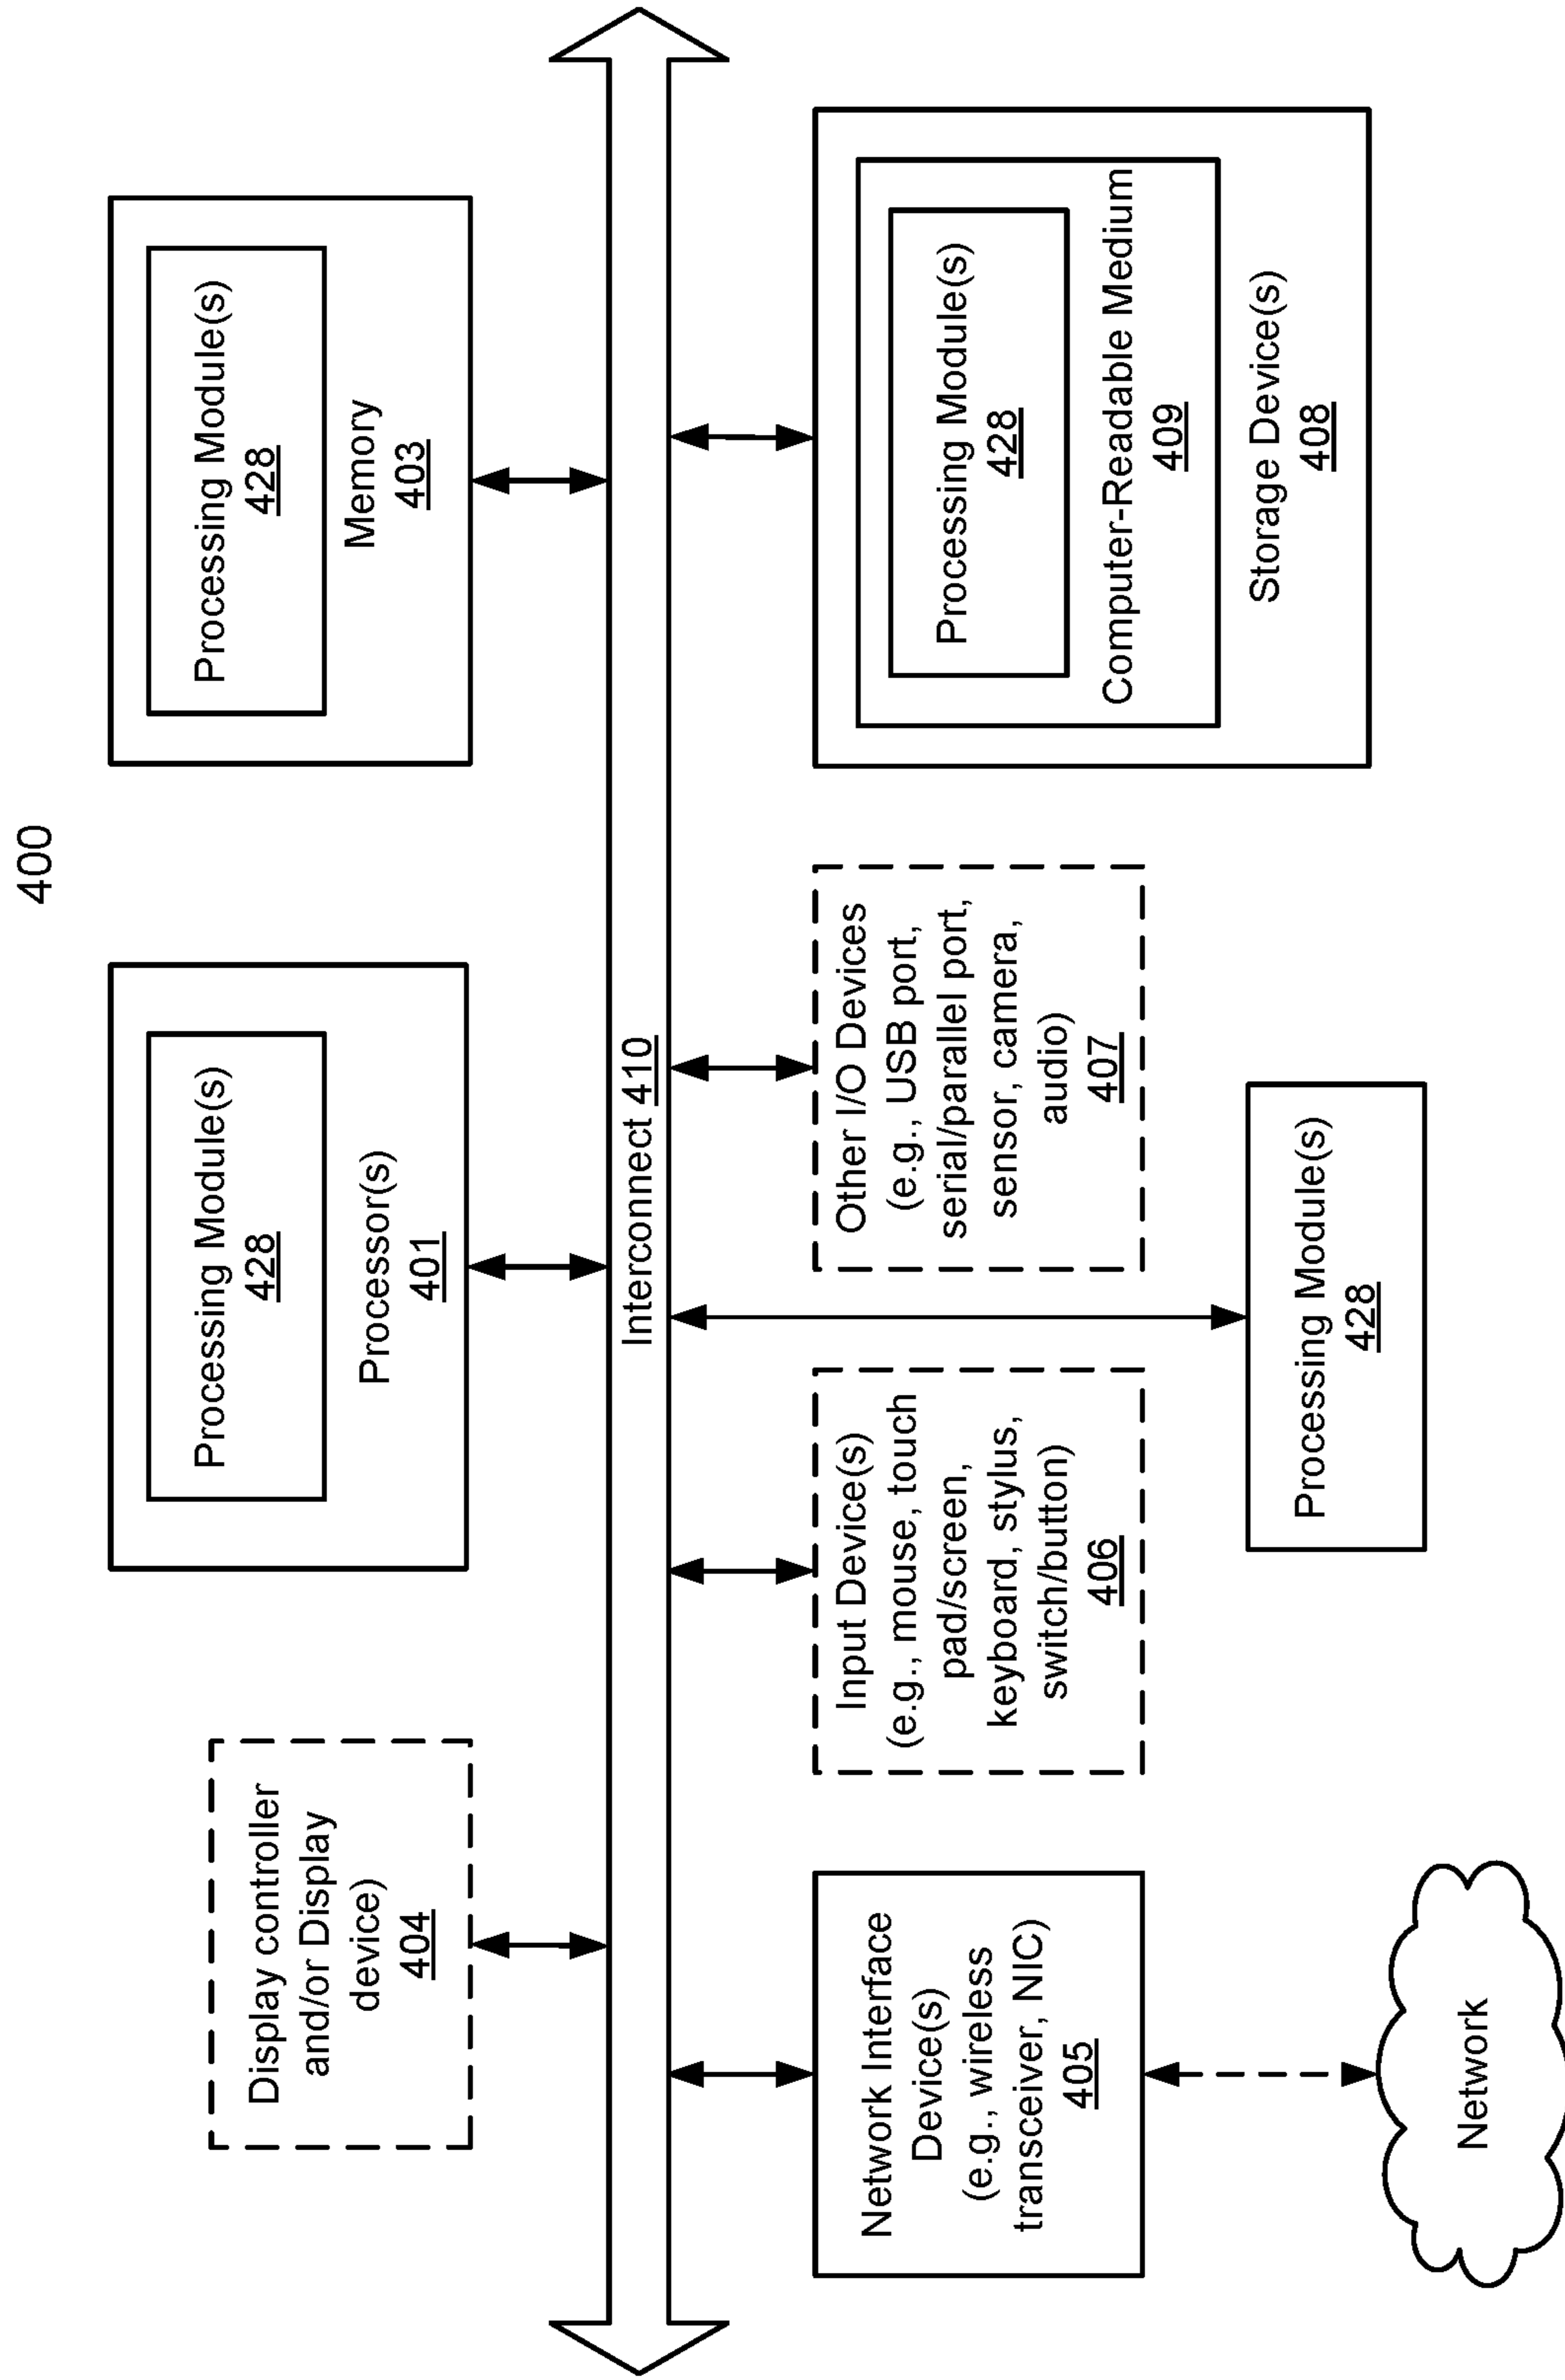 400
Display controller
and/or Display
device)
404
Processing Module(s)
428
Processor(s)
401
Processing Module(s)
428
Memory
403
Interconnect 410
Network Interface
Device(s)
(e.g., wireless
transceiver, NIC)
405
Input Device(s)
(e.g., mouse, touch
pad/screen,
keyboard, stylus,
switch/button)
406
Other I/O Devices
(e.g., USB port,
serial/parallel port,
sensor, camera,
audio)
407
Processing Module(s)
428
Computer-Readable Medium
409
Storage Device(s)
408
Processing Module(s)
428
Network